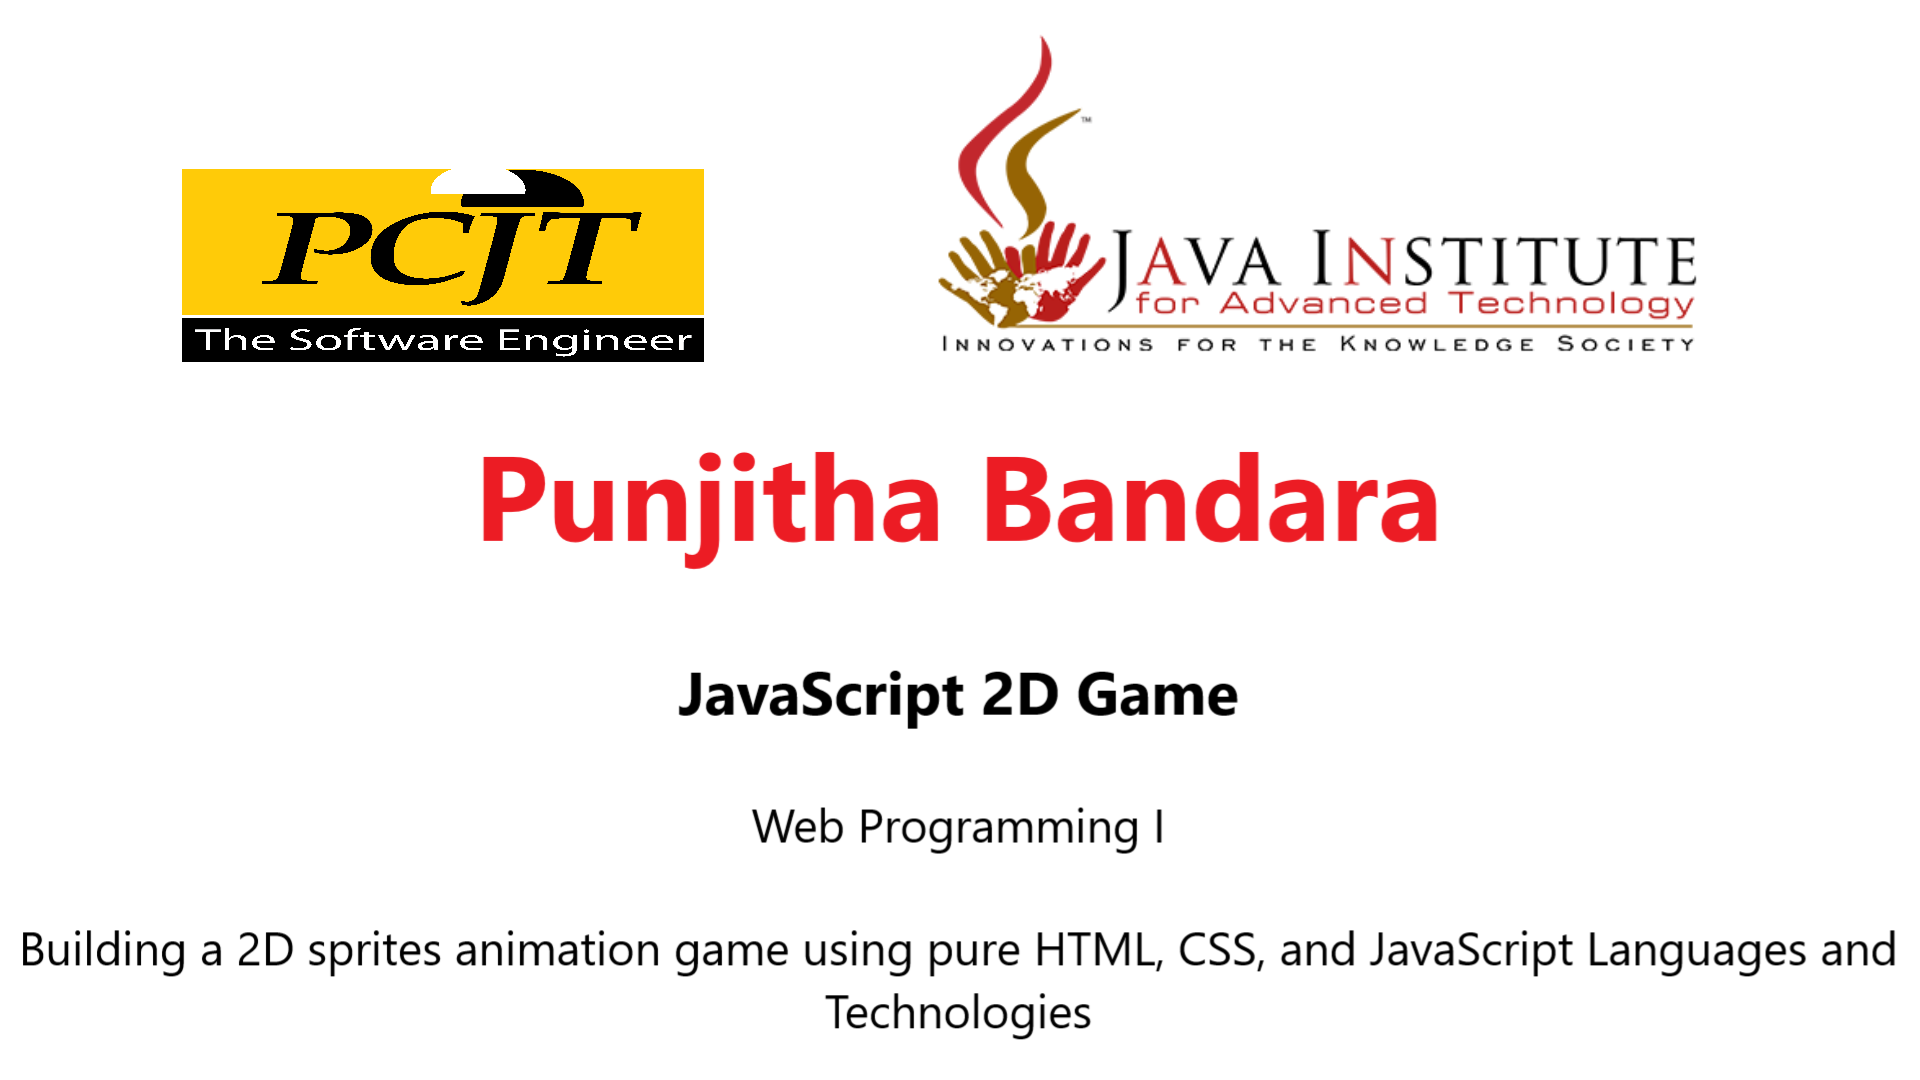 PCJT
The Software Engineer
™
JAVA INSTITUTE
for Advanced Technology
INNOVATIONS FOR THE KNOWLEDGE SOCIETY
Punjitha Bandara
JavaScript 2D Game
Web Programming I
Building a 2D sprites animation game using pure HTML, CSS, and JavaScript Languages and
Technologies